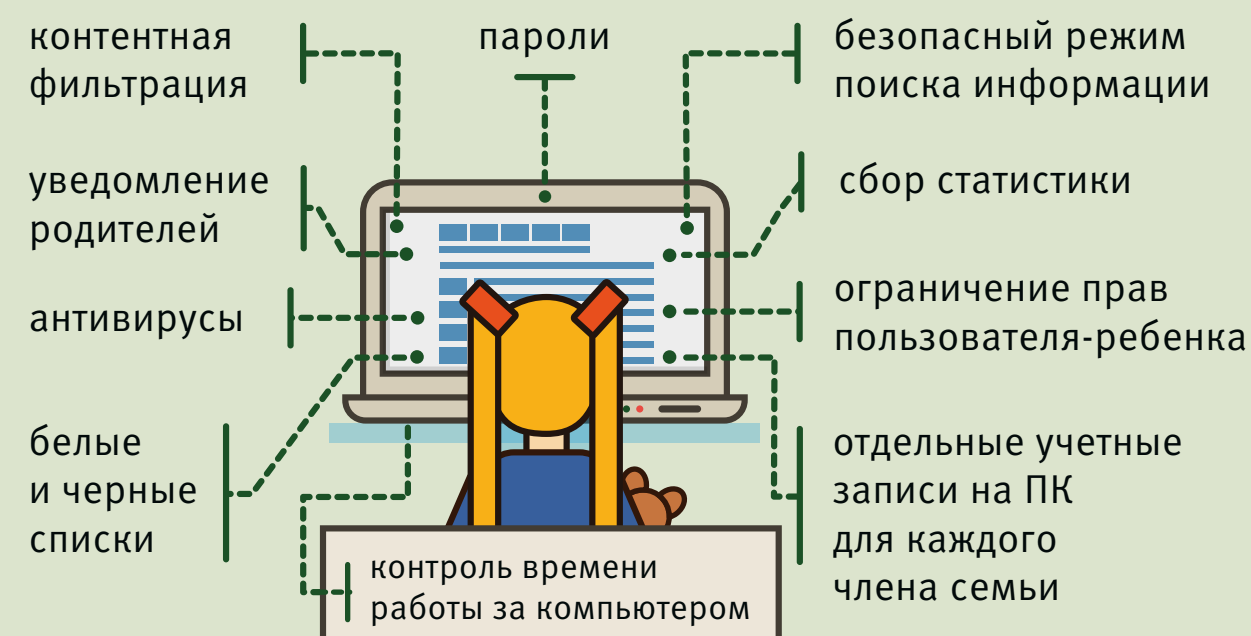 контентная
фильтрация
уведомление
родителей
антивирусы
белые
и черные
списки
пароли
безопасный режим
поиска информации
сбор статистики
ограничение прав
пользователя-ребенка
отдельные учетные
записи на ПК
для каждого
члена семьи
контроль времени
работы за компьютером